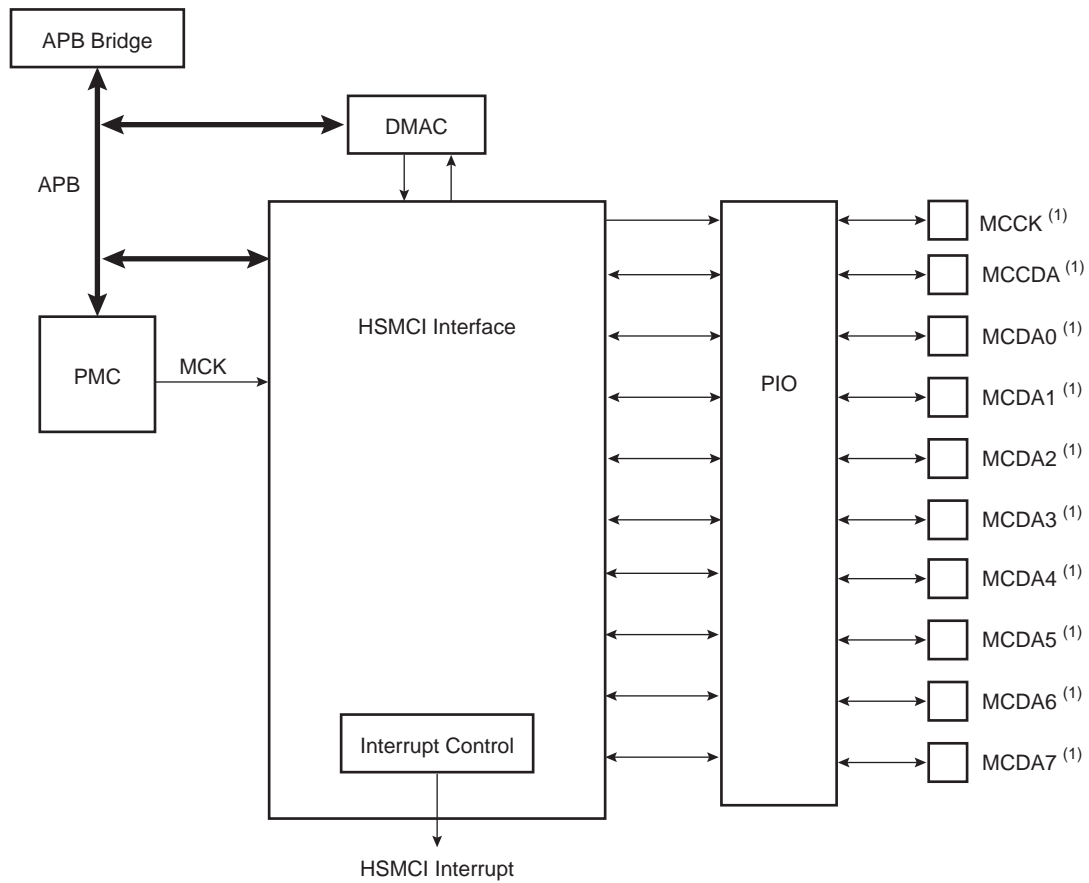 APB Bridge
DMAC
APB
MCCK (1)
MCCDA (1)
HSMCI Interface
MCDA0 (1)
PMC
MCK
PIO
MCDA1 (1)
MCDA2 (1)
MCDA3 (1)
MCDA4 (1)
MCDA5 (1)
MCDA6 (1)
Interrupt Control
MCDA7 (1)
HSMCI Interrupt